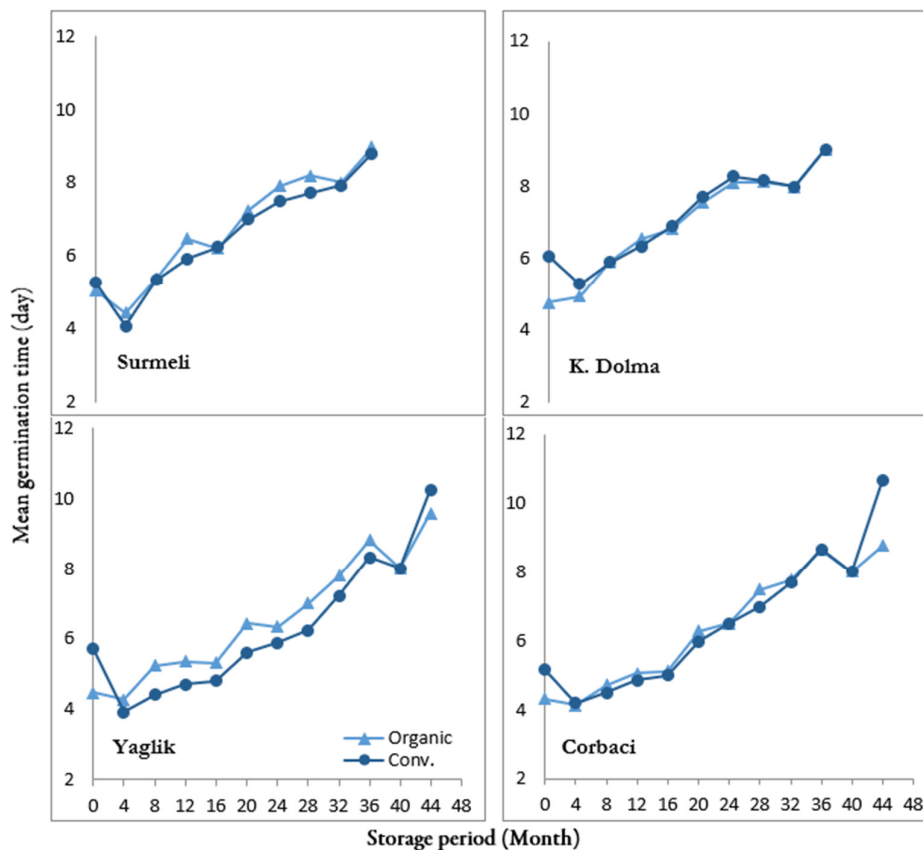 12
10
8
6
4
2
Surmeli
12
10
8
6
4
2
K. Dolma
Mean germination time (day)
12
10
8
6
4
2
Yaglik
Organic
Conv.
0 4 8 12 16 20 24 28 32 36 40 44 48
12
10
8
6
4
2
Corbaci
0 4 8 12 16 20 24 28 32 36 40 44 48
Storage period (Month)